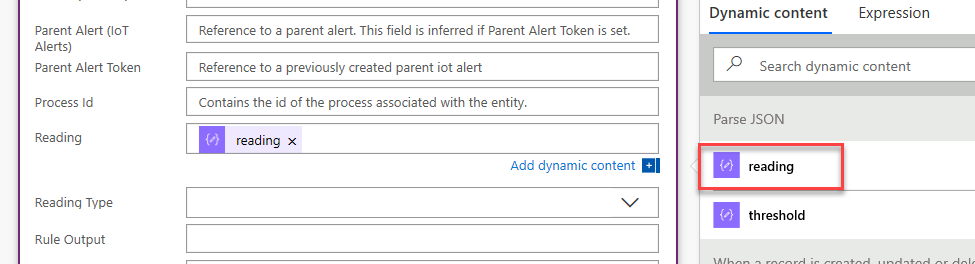 Parent Alert (IoT Alerts)
Reference to a parent alert. This field is inferred if Parent Alert Token is set.
Parent Alert Token
Reference to a previously created parent iot alert
Process Id
Contains the id of the process associated with the entity.
Reading
reading ×
Add dynamic content
Reading Type
Rule Output
Dynamic content
Expression
Search dynamic content
Parse JSON
reading
threshold
When a record is created, updated or del